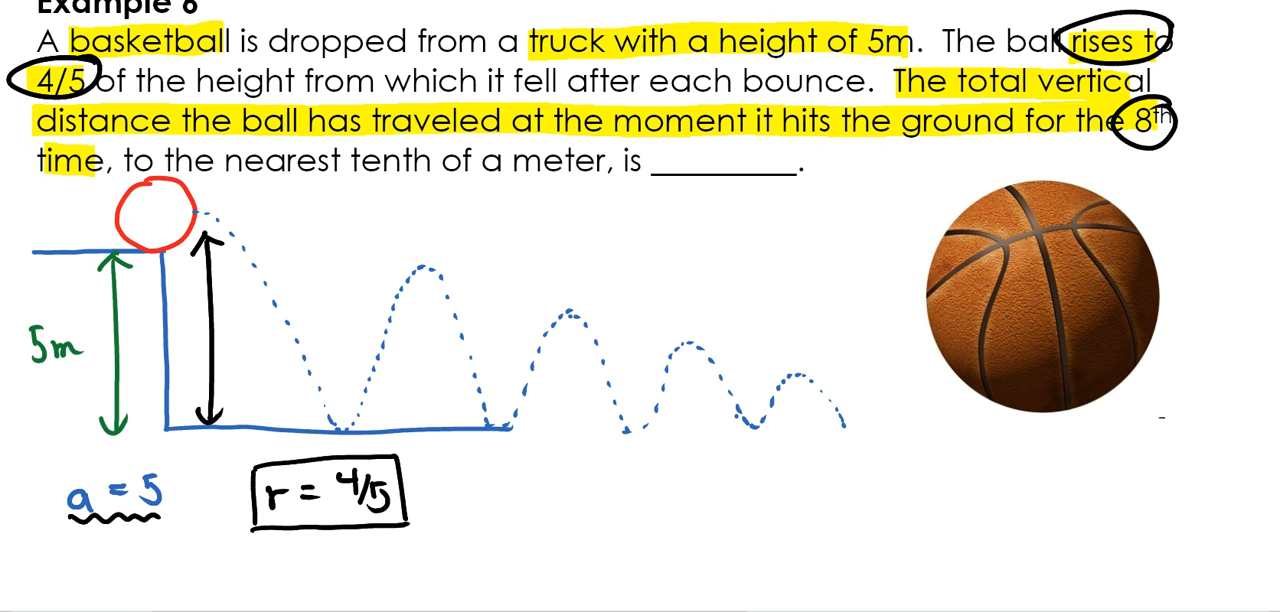 Example 6
A basketball is dropped from a truck with a height of 5m. The ball rises to
4/5 of the height from which it fell after each bounce. The total vertical
distance the ball has traveled at the moment it hits the ground for the 8th
time, to the nearest tenth of a meter, is _________.
5m
a = 5
r = 4/5